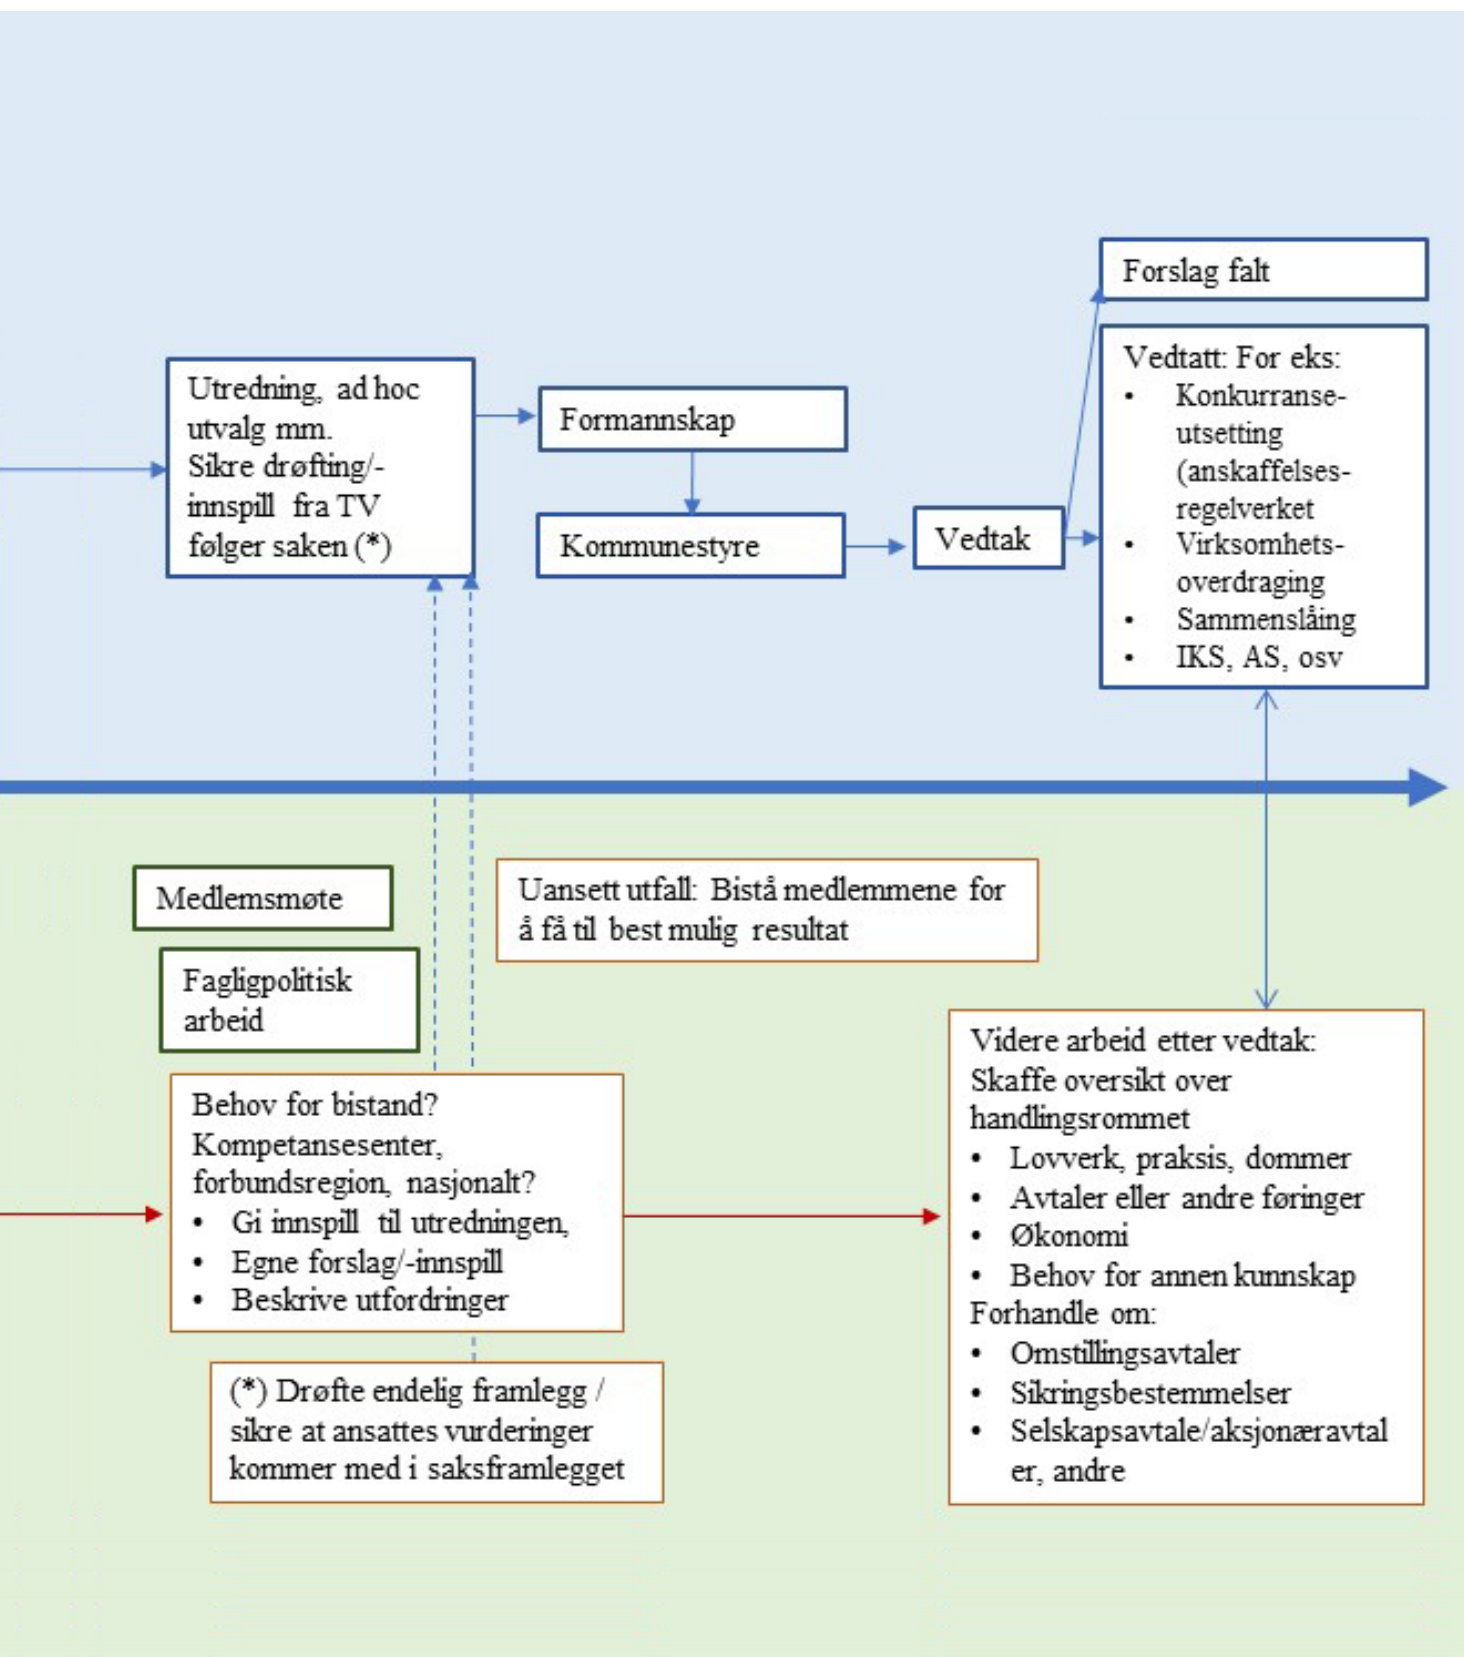 Forslag falt
Utredning, ad hoc
utvalg mm.
Sikre drøfting/-
innspill fra TV
følger saken (*)
Formannskap
Kommunestyre
Vedtak
Vedtatt: For eks:
• Konkurranse-
utsetting
(anskaffelses-
regelverket
• Virksomhets-
overdraging
• Sammenslåing
• IKS, AS, osv
Medlemsmøte
Fagligpolitisk
arbeid
Uansett utfall: Bistå medlemmene for
å få til best mulig resultat
Behov for bistand?
Kompetansesenter,
forbundsregion, nasjonalt?
• Gi innspill til utredningen,
• Egne forslag/-innspill
• Beskrive utfordringer
(*) Drøfte endelig framlegg /
sikre at ansattes vurderinger
kommer med i saksframlegget
Videre arbeid etter vedtak:
Skaffe oversikt over
handlingsrommet
• Lovverk, praksis, dommer
• Avtaler eller andre føringer
• Økonomi
• Behov for annen kunnskap
Forhandle om:
• Omstillingsavtaler
• Sikringsbestemmelser
• Selskapsavtale/aksjonæravtal
er, andre